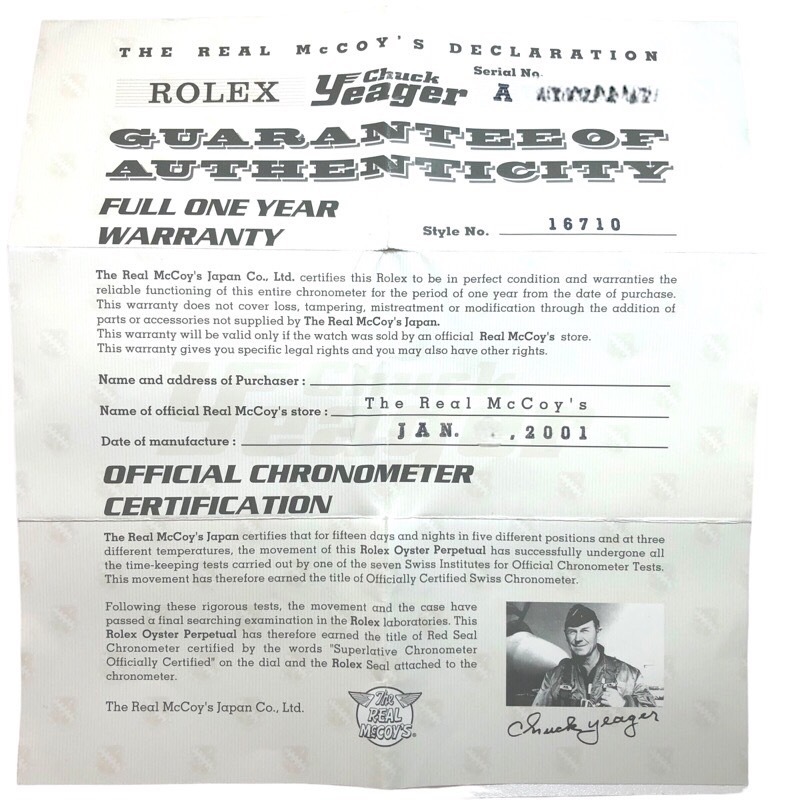 THE REAL McCOY'S DECLARATION
ROLEX Chuck Yeager Serial No. A
GUARANTEE OF
AUTHENTICITY
FULL ONE YEAR
WARRANTY
Style No. 16710
The Real McCoy's Japan Co., Ltd. certifies this Rolex to be in perfect condition and warranties the
reliable functioning of this entire chronometer for the period of one year from the date of purchase.
This warranty does not cover loss, tampering, mistreatment or modification through the addition of
parts or accessories not supplied by The Real McCoy's Japan.
This warranty will be valid only if the watch was sold by an official Real McCoy's store.
This warranty gives you specific legal rights and you may also have other rights.
Name and address of Purchaser :
Name of official Real McCoy's store : The Real McCoy's
Date of manufacture : JAN. , 2001
OFFICIAL CHRONOMETER
CERTIFICATION
The Real McCoy's Japan certifies that for fifteen days and nights in five different positions and at three
different temperatures, the movement of this Rolex Oyster Perpetual has successfully undergone all
the time-keeping tests carried out by one of the seven Swiss Institutes for Official Chronometer Tests.
This movement has therefore earned the title of Officially Certified Swiss Chronometer.
Following these rigorous tests, the movement and the case have
passed a final searching examination in the Rolex laboratories. This
Rolex Oyster Perpetual has therefore earned the title of Red Seal
Chronometer certified by the words "Superlative Chronometer
Officially Certified" on the dial and the Rolex Seal attached to the
chronometer.
The Real McCoy's Japan Co., Ltd.
The REAL McCOY'S
Chuck Yeager